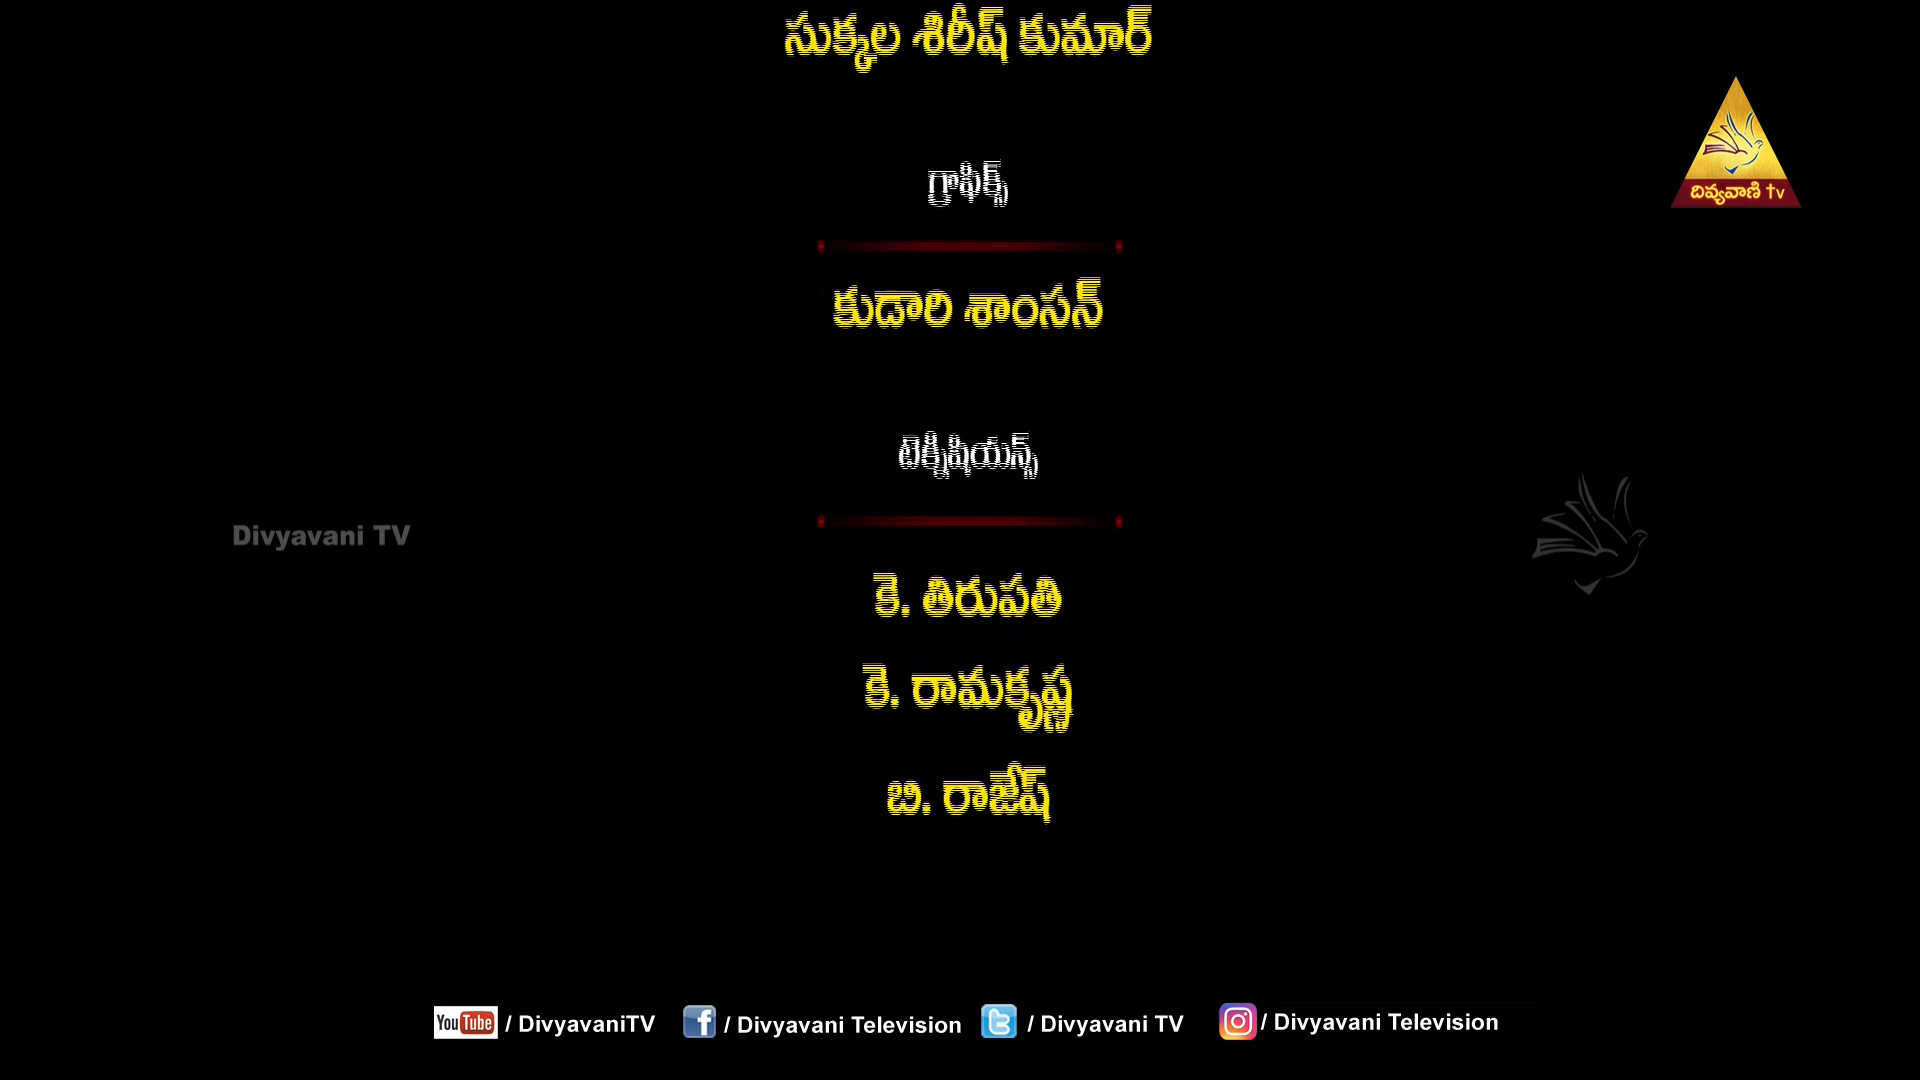 సుక్కల శిరీష్ కుమార్
గ్రాఫిక్స్
దివ్యవాణి tv
కుడారి శాంసన్
టెక్నీషియన్స్
Divyavani TV
కె. తిరుపతి
కె. రామకృష్ణ
బి. రాజేష్
YouTube / DivyavaniTV / Divyavani Television / Divyavani TV / Divyavani Television